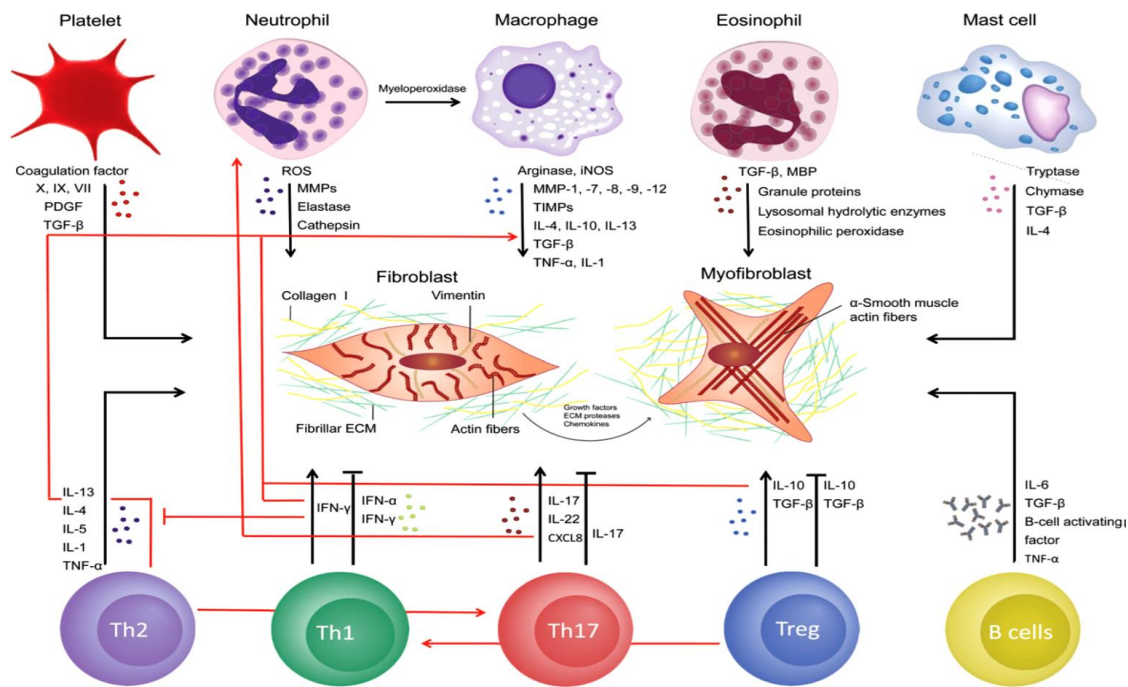 Platelet
Neutrophil
Macrophage
Eosinophil
Mast cell
Myeloperoxidase
Coagulation factor
X, IX, VII
PDGF
TGF-β
ROS
MMPs
Elastase
Cathepsin
Arginase, iNOS
MMP-1, -7, -8, -9, -12
TIMPs
IL-4, IL-10, IL-13
TGF-β
TNF-α, IL-1
TGF-β, MBP
Granule proteins
Lysosomal hydrolytic enzymes
Eosinophilic peroxidase
Tryptase
Chymase
TGF-β
IL-4
Fibroblast
Myofibroblast
Collagen I
Vimentin
α-Smooth muscle
actin fibers
Fibrillar ECM
Actin fibers
Growth factors
ECM proteases
Chemokines
IL-13
IL-4
IL-5
IL-1
TNF-α
IFN-γ
IFN-α
IFN-γ
IL-17
IL-22
CXCL8
IL-17
IL-10
TGF-β
IL-10
TGF-β
IL-6
TGF-β
B-cell activating
factor
TNF-α
Th2
Th1
Th17
Treg
B cells